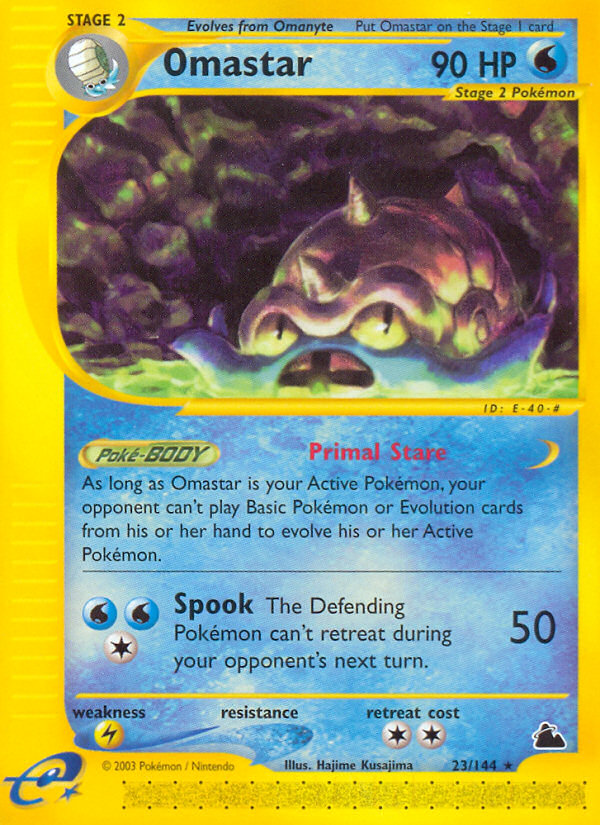 STAGE 2
Evolves from Omanyte
Put Omastar on the Stage 1 card
Omastar
90 HP
Stage 2 Pokémon
ID: E-40-#
Poké-BODY
Primal Stare
As long as Omastar is your Active Pokémon, your
opponent can't play Basic Pokémon or Evolution cards
from his or her hand to evolve his or her Active
Pokémon.
Spook The Defending
Pokémon can't retreat during
your opponent's next turn.
50
weakness
resistance
retreat cost
© 2003 Pokémon / Nintendo
Illus. Hajime Kusajima
23/144 ★
e